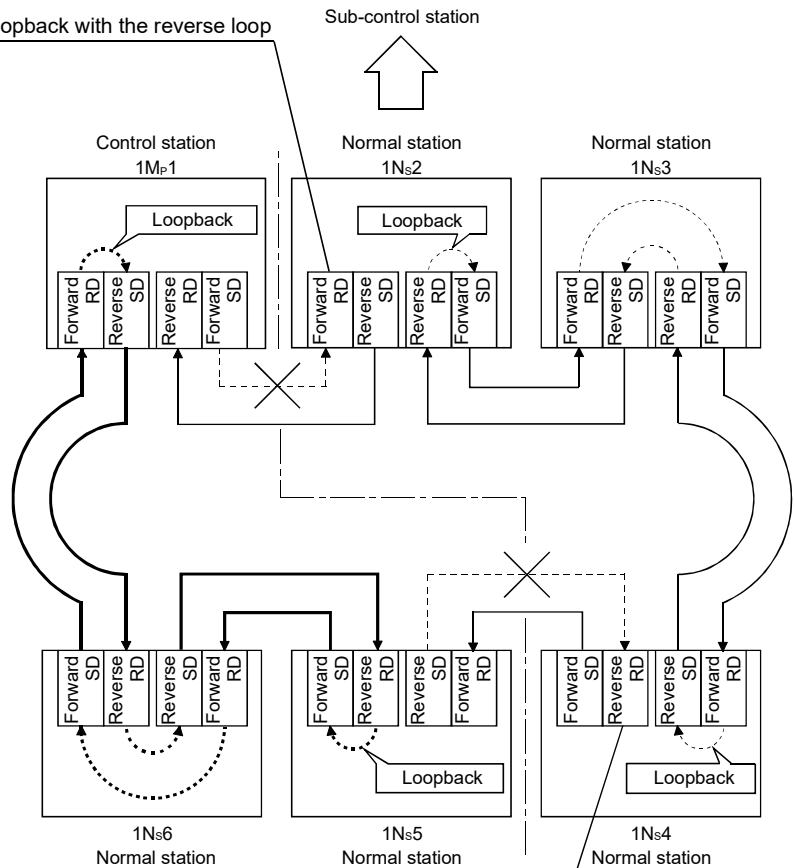 opback with the reverse loop
Sub-control station
Control station
1MP1
Normal station
1NS2
Normal station
1NS3
Loopback
Loopback
Forward RD
Reverse SD
Reverse RD
Forward SD
Forward RD
Reverse SD
Reverse RD
Forward SD
Forward RD
Reverse SD
Reverse RD
Forward SD
Forward SD
Reverse RD
Reverse SD
Forward RD
Forward SD
Reverse RD
Reverse SD
Forward RD
Forward SD
Reverse RD
Reverse SD
Forward RD
Loopback
Loopback
1NS6
Normal station
1NS5
Normal station
1NS4
Normal station